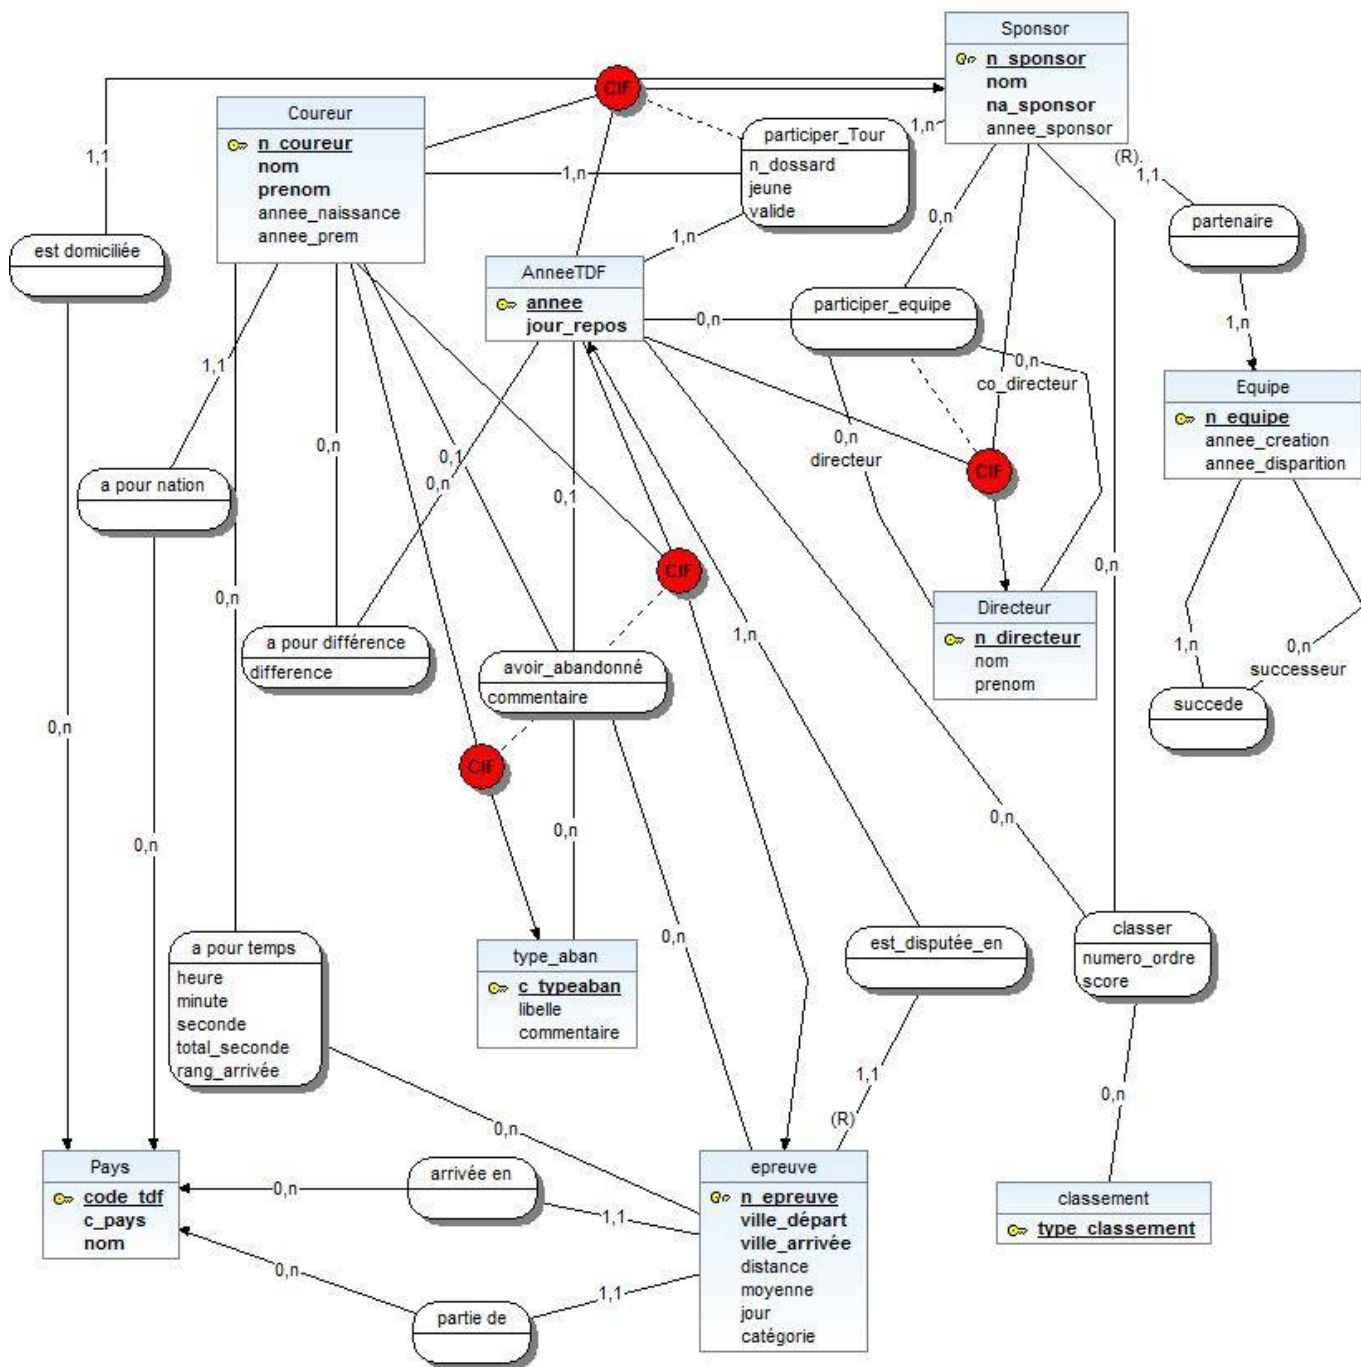 Sponsor
n_sponsor
nom
na_sponsor
annee_sponsor
CIF
Coureur
n_coureur
nom
prenom
annee_naissance
annee_prem
participer_Tour
n_dossard
jeune
valide
1,n
(R)
1,1
1,1
1,n
0,n
partenaire
est domiciliée
1,n
AnneeTDF
annee
jour_repos
participer_equipe
0,n
1,n
0,n
co_directeur
Equipe
n_equipe
annee_creation
annee_disparition
1,1
0,n
0,1
0,n
0,1
0,n
directeur
CIF
a pour nation
CIF
0,n
0,n
Directeur
n_directeur
nom
prenom
1,n
a pour différence
difference
avoir_abandonné
commentaire
1,n
0,n
successeur
succede
0,n
CIF
0,n
0,n
0,n
a pour temps
heure
minute
seconde
total_seconde
rang_arrivée
type_aban
c_typeaban
libelle
commentaire
0,n
est_disputée_en
classer
numero_ordre
score
1,1
0,n
(R)
0,n
Pays
code_tdf
c_pays
nom
arrivée en
0,n
1,1
epreuve
n_epreuve
ville_départ
ville_arrivée
distance
moyenne
jour
catégorie
classement
type_classement
0,n
1,1
partie de